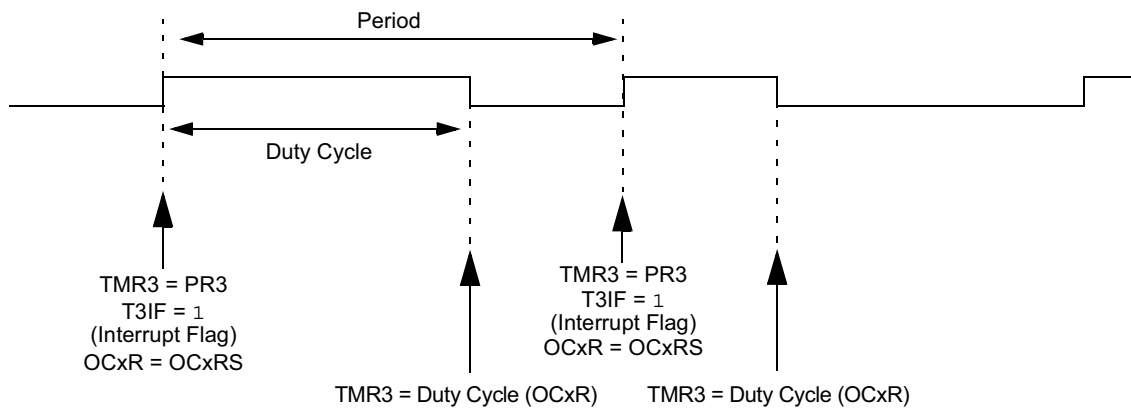 Period
Duty Cycle
TMR3 = PR3
T3IF = 1
(Interrupt Flag)
OCxR = OCxRS
TMR3 = Duty Cycle (OCxR)
TMR3 = PR3
T3IF = 1
(Interrupt Flag)
OCxR = OCxRS
TMR3 = Duty Cycle (OCxR)